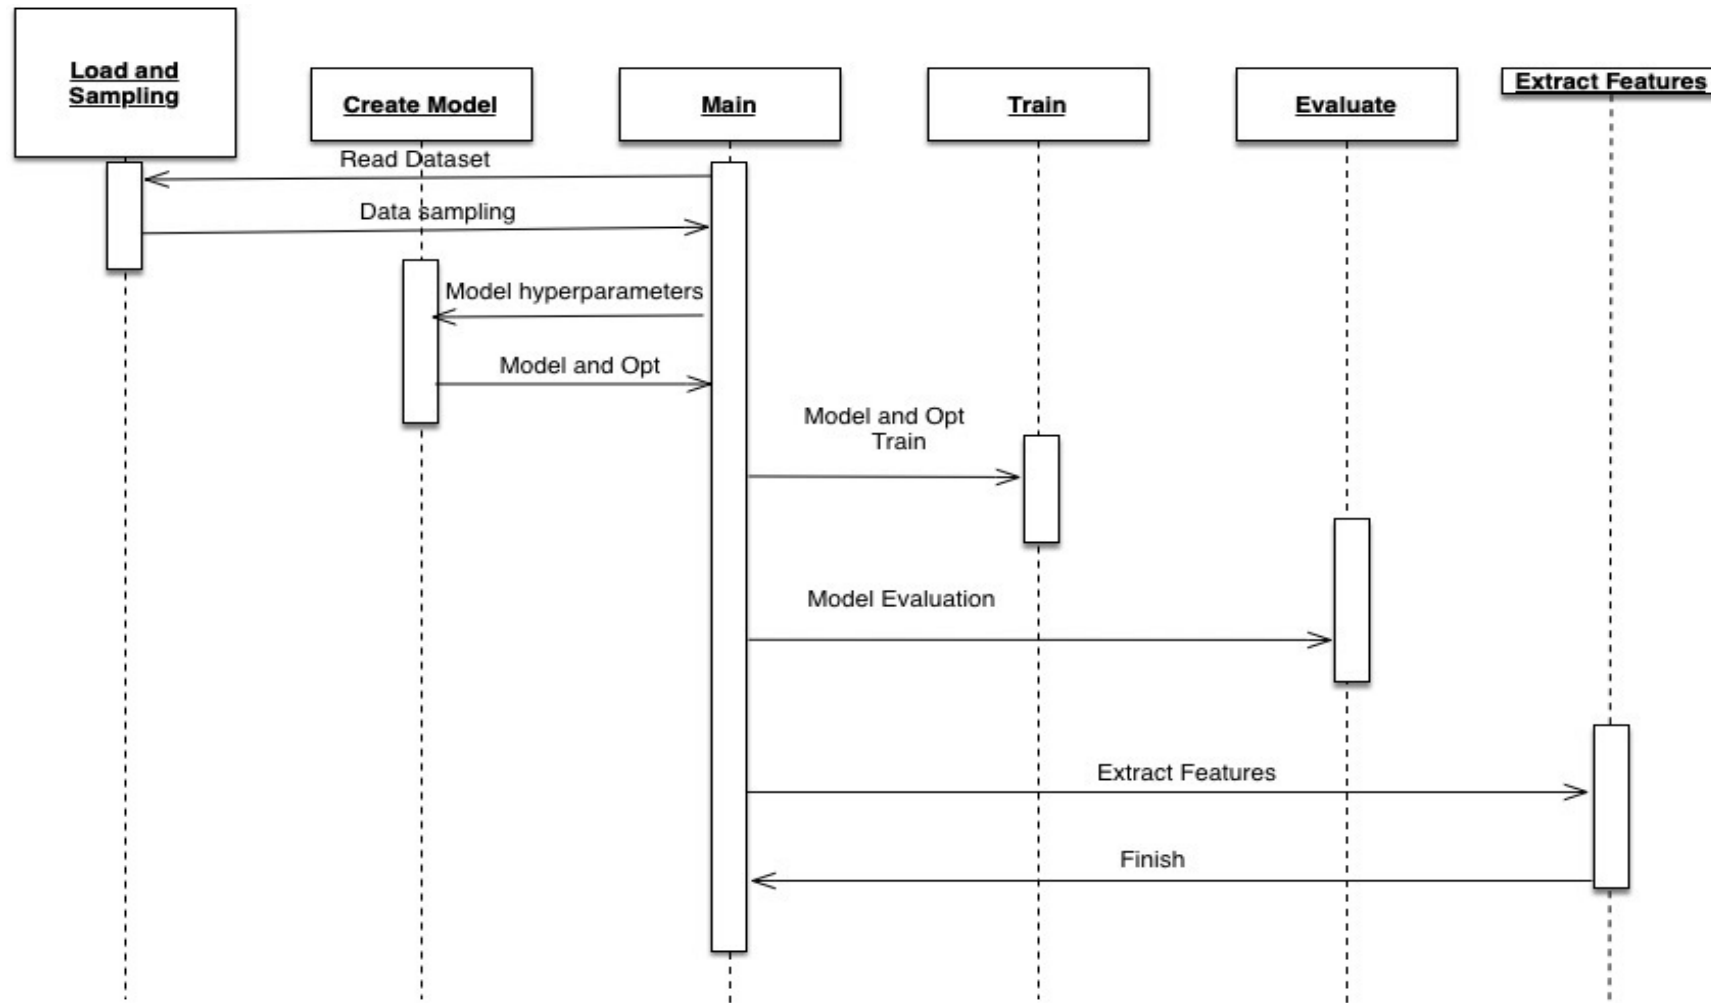 Load and
Sampling
Create Model
Main
Train
Evaluate
Extract Features
Read Dataset
Data sampling
Model hyperparameters
Model and Opt
Model and Opt
Train
Model Evaluation
Extract Features
Finish